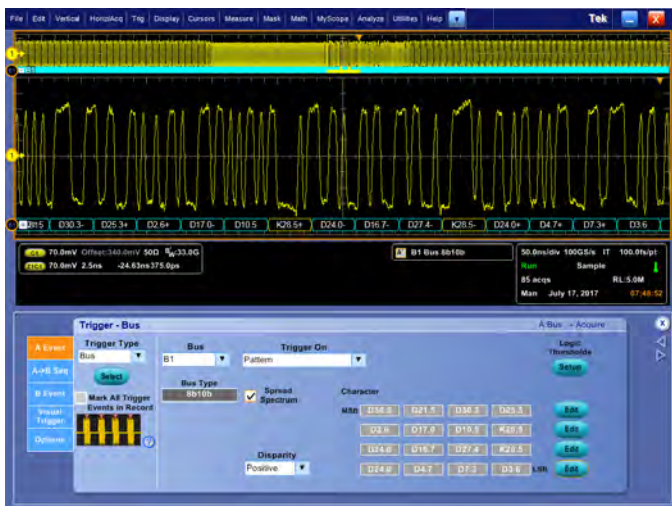 File Edit Vertical Horiz/Acq Trig Display Cursors Measure Mask Math MyScope Analyze Utilities Help Tek X
1
B1
1
D30.3- D25.3+ D2.6+ D17.0- D10.5 K28.5+ D24.0- D16.7- D27.4- K28.5- D24.0+ D4.7+ D7.3+ D3.6
C1 70.0mV Offset:340.0mV 50Ω BW:33.0G
Z1C1 70.0mV 2.5ns -24.63ns 375.0ps
A' B1 Bus 8b10b
50.0ns/div 100GS/s IT 100.0fs/pt
Run Sample
85 acqs RL:5.0M
Man July 17, 2017 07:46:52
Trigger - Bus A Bus → Acquire X
A Event
A→B Seq
B Event
Visual Trigger
Options
Trigger Type
Bus
Select
Mark All Trigger
Events in Record
?
Bus
B1
Bus Type
8b10b
Trigger On
Pattern
Spread
Spectrum
Disparity
Positive
Character
MSB D30.3 D25.3 Edit
D2.6 D17.0 D10.5 K28.5 Edit
D24.0 D16.7 D27.4 K28.5 Edit
D24.0 D4.7 D7.3 D3.6 LSB Edit
Logic
Thresholds
Setup